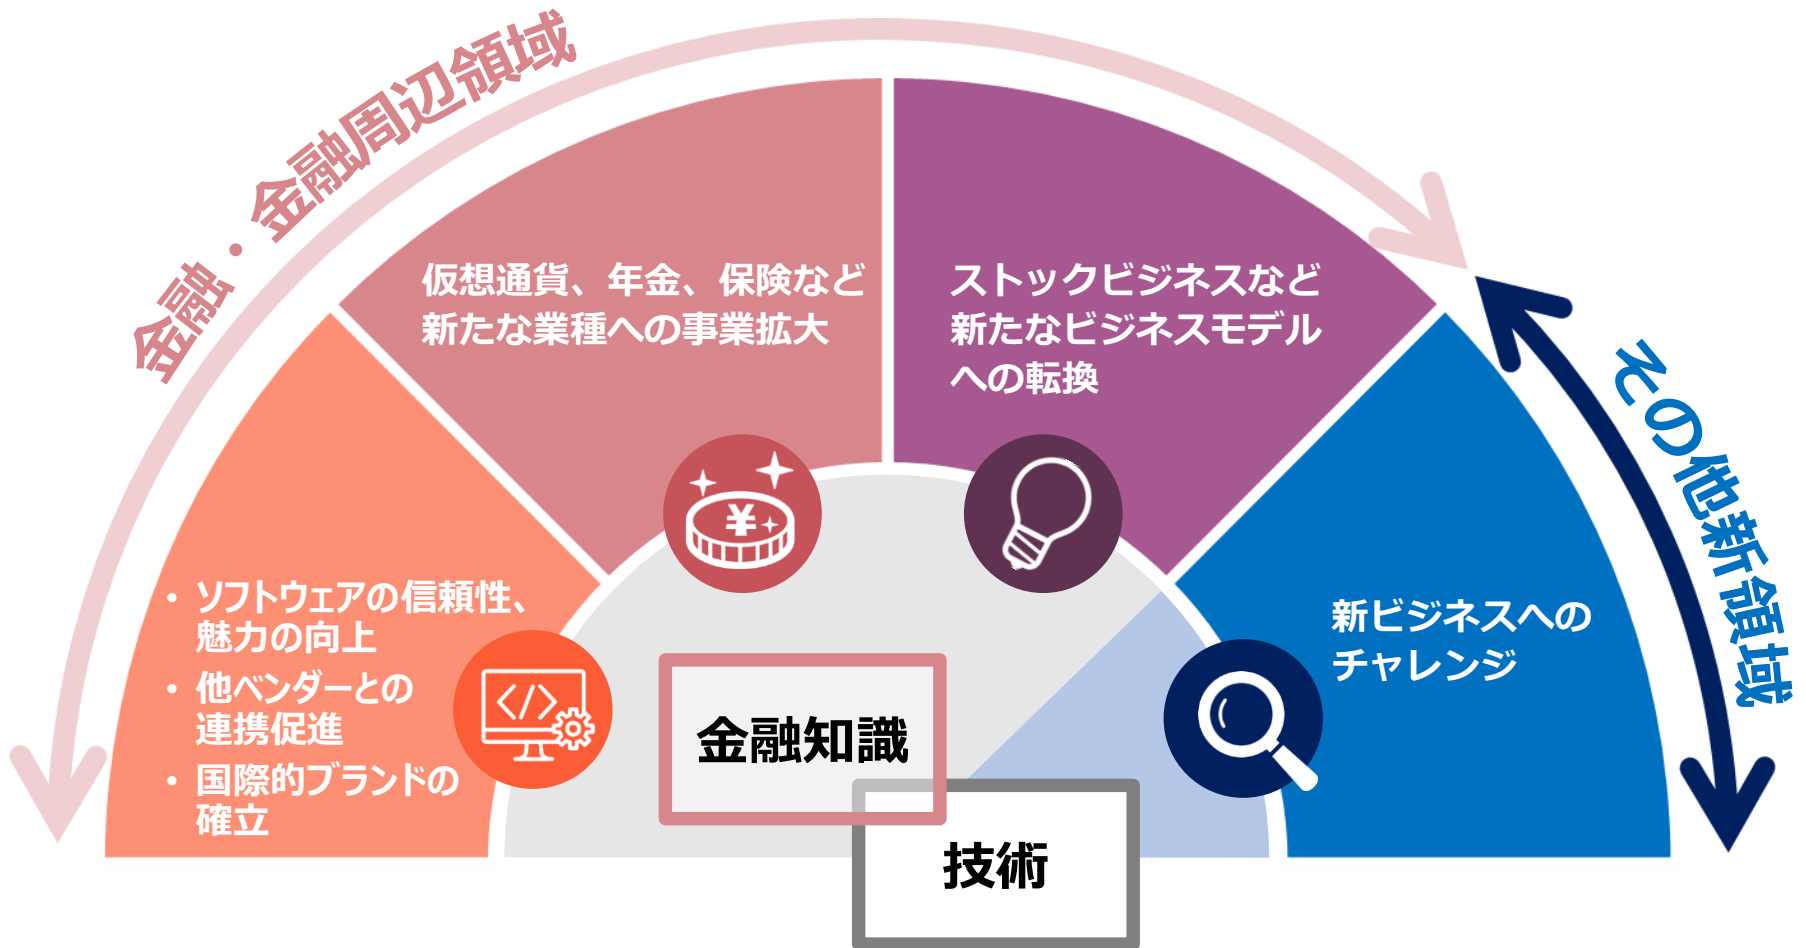 金融・金融周辺領域
仮想通貨、年金、保険など
新たな業種への事業拡大
ストックビジネスなど
新たなビジネスモデル
への転換
その他新領域
・ソフトウェアの信頼性、
魅力の向上
・他ベンダーとの
連携促進
・国際的ブランドの
確立
</>
¥
新ビジネスへの
チャレンジ
金融知識
技術